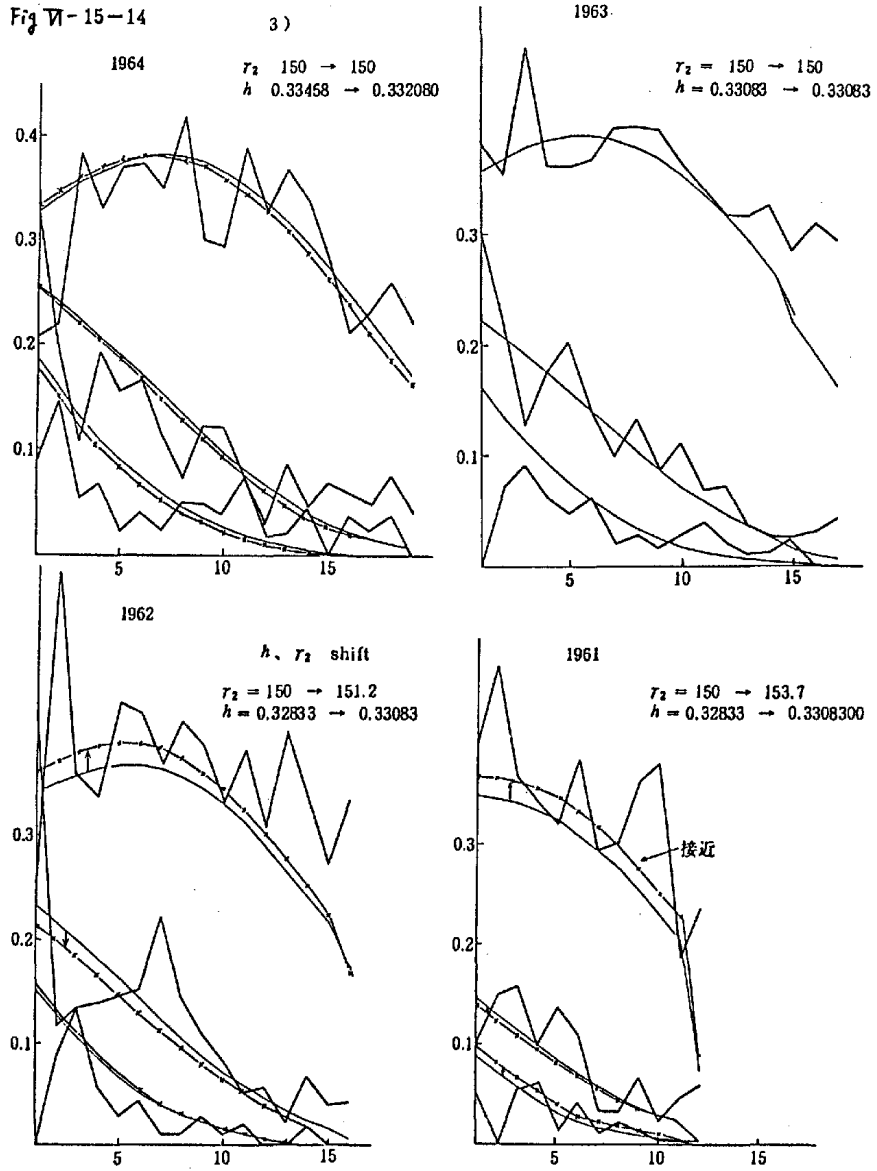 Fig Ⅵ-15-14
3)
1964
r₂ 150 → 150
h 0.33458 → 0.332080
0.4
0.3
0.2
0.1
5
10
15
1963
r₂ = 150 → 150
h = 0.33083 → 0.33083
0.3
0.2
0.1
5
10
15
1962
h、r₂ shift
r₂ = 150 → 151.2
h = 0.32833 → 0.33083
0.3
0.2
0.1
5
10
15
1961
r₂ = 150 → 153.7
h = 0.32833 → 0.3308300
接近
0.3
0.2
0.1
5
10
15